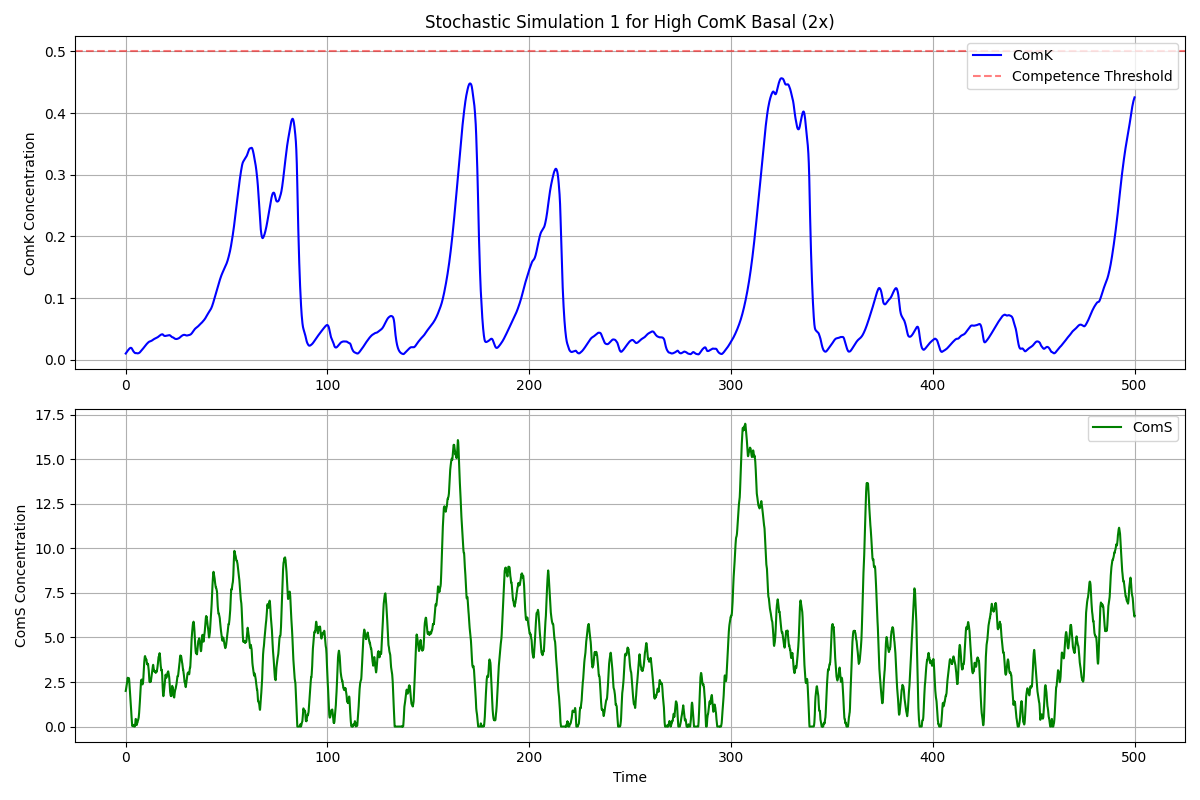 Stochastic Simulation 1 for High ComK Basal (2x)
ComK Concentration
0.5
0.4
0.3
0.2
0.1
0.0
ComK
Competence Threshold
0 100 200 300 400 500
ComS Concentration
17.5
15.0
12.5
10.0
7.5
5.0
2.5
0.0
ComS
0 100 200 300 400 500
Time